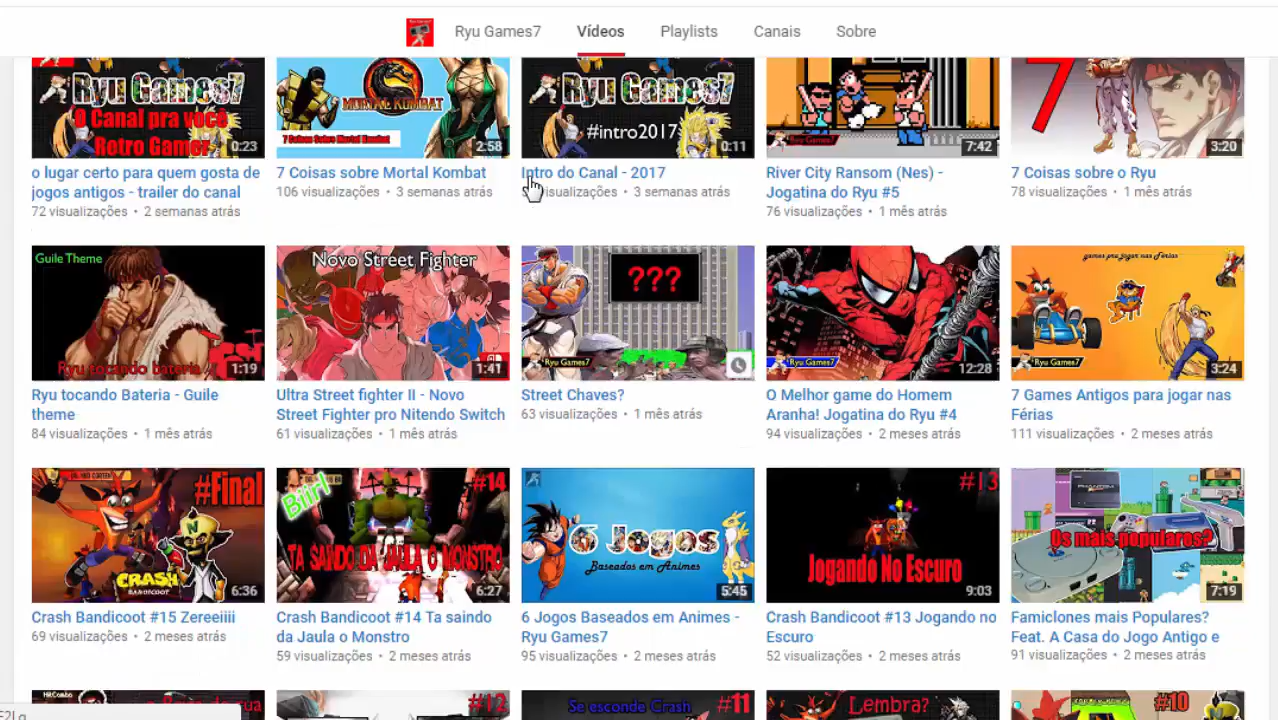 Ryu Games7 Vídeos Playlists Canais Sobre
Ryu Games7
O Canal pra você
Retro Gamer
0:23
MORTAL KOMBAT
7 Coisas Sobre Mortal Kombat
2:58
Ryu Games7
#intro2017
0:11
Ryu Games7
7:42
7
3:20
o lugar certo para quem gosta de
jogos antigos - trailer do canal
72 visualizações • 2 semanas atrás
7 Coisas sobre Mortal Kombat
106 visualizações • 3 semanas atrás
Intro do Canal - 2017
visualizações • 3 semanas atrás
River City Ransom (Nes) -
Jogatina do Ryu #5
76 visualizações • 1 mês atrás
7 Coisas sobre o Ryu
78 visualizações • 1 mês atrás
Guile Theme
Ryu tocando bateria
1:19
Novo Street Fighter
1:41
???
Ryu Games7
Ryu Games7
12:28
games pra jogar nas Férias
Ryu Games7
3:24
Ryu tocando Bateria - Guile
theme
84 visualizações • 1 mês atrás
Ultra Street fighter II - Novo
Street Fighter pro Nitendo Switch
61 visualizações • 1 mês atrás
Street Chaves?
63 visualizações • 1 mês atrás
O Melhor game do Homem
Aranha! Jogatina do Ryu #4
94 visualizações • 2 meses atrás
7 Games Antigos para jogar nas
Férias
111 visualizações • 2 meses atrás
#Final
CRASH
BANDICOOT
6:36
#14
Biirl
TA SAINDO DA JAULA O MONSTRO
6:27
6 Jogos
Baseados em Animes
5:45
#13
Jogando No Escuro
9:03
Os mais populares?
7:19
Crash Bandicoot #15 Zereeiiii
69 visualizações • 2 meses atrás
Crash Bandicoot #14 Ta saindo
da Jaula o Monstro
59 visualizações • 2 meses atrás
6 Jogos Baseados em Animes -
Ryu Games7
95 visualizações • 2 meses atrás
Crash Bandicoot #13 Jogando no
Escuro
52 visualizações • 2 meses atrás
Famiclones mais Populares?
Feat. A Casa do Jogo Antigo e
91 visualizações • 2 meses atrás
HitCombo
#12
Se esconde Crash
#11
Lembra?
#10